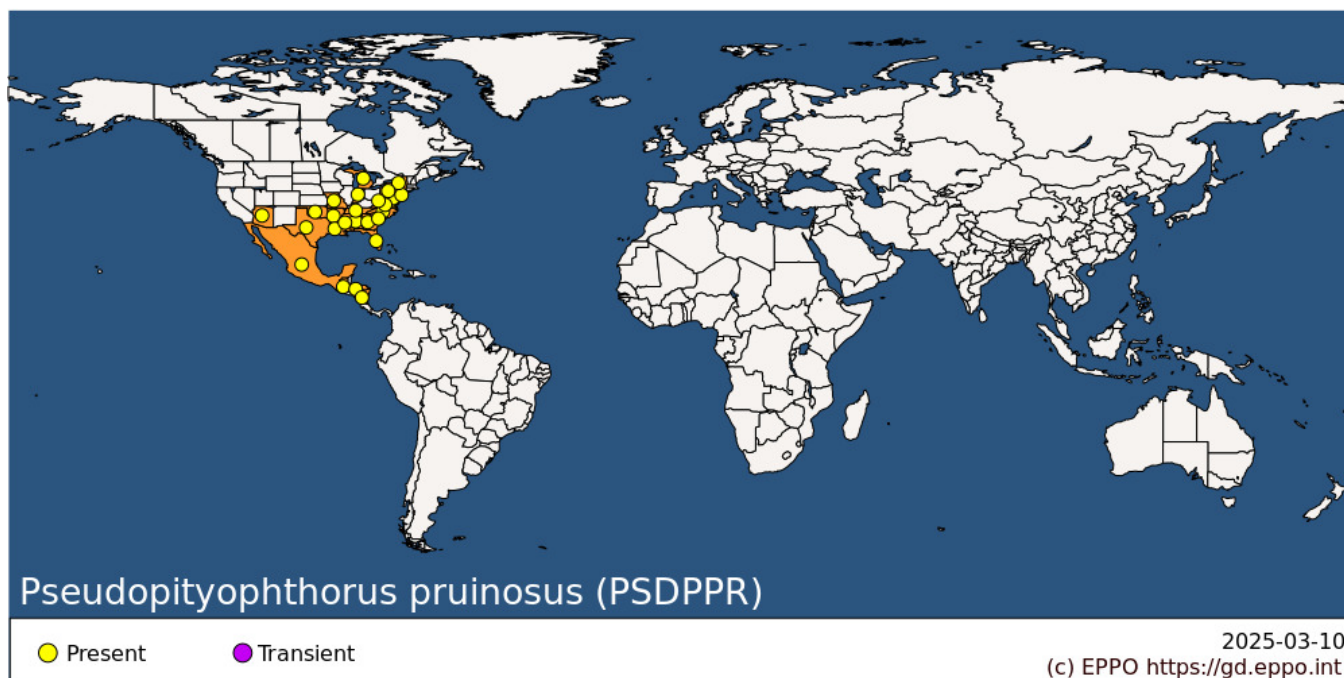 Pseudopityophthorus pruinosus (PSDPPR)
Present
Transient
2025-03-10
(c) EPPO https://gd.eppo.int